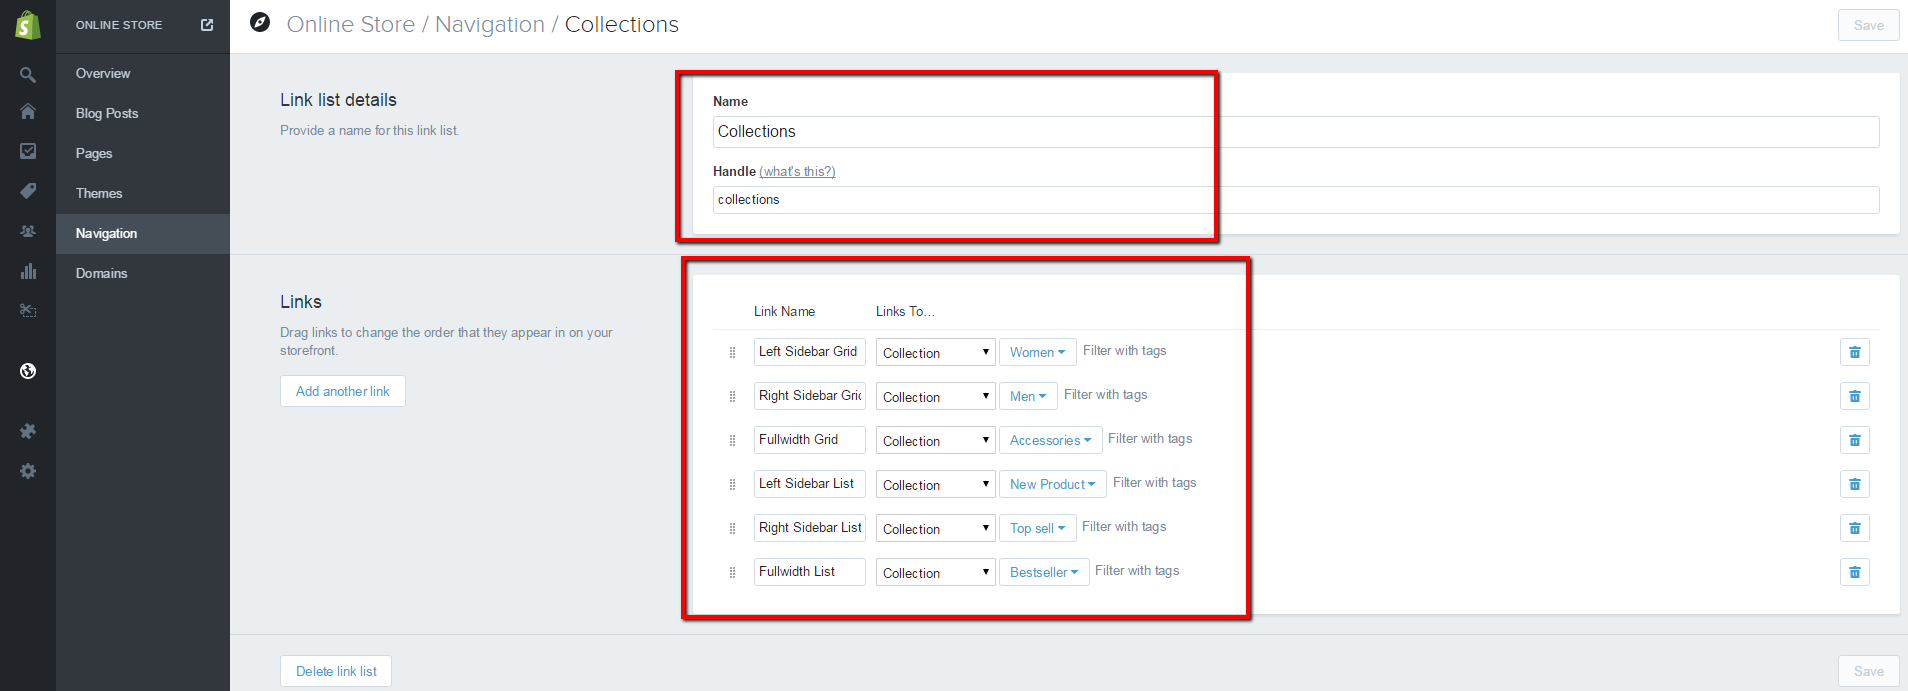 ONLINE STORE
Overview
Blog Posts
Pages
Themes
Navigation
Domains
Online Store / Navigation / Collections
Save
Link list details
Provide a name for this link list.
Name
Collections
Handle (what's this?)
collections
Links
Drag links to change the order that they appear in on your
storefront.
Add another link
Link Name Links To...
Left Sidebar Grid Collection Women Filter with tags
Right Sidebar Gric Collection Men Filter with tags
Fullwidth Grid Collection Accessories Filter with tags
Left Sidebar List Collection New Product Filter with tags
Right Sidebar List Collection Top sell Filter with tags
Fullwidth List Collection Bestseller Filter with tags
Delete link list
Save